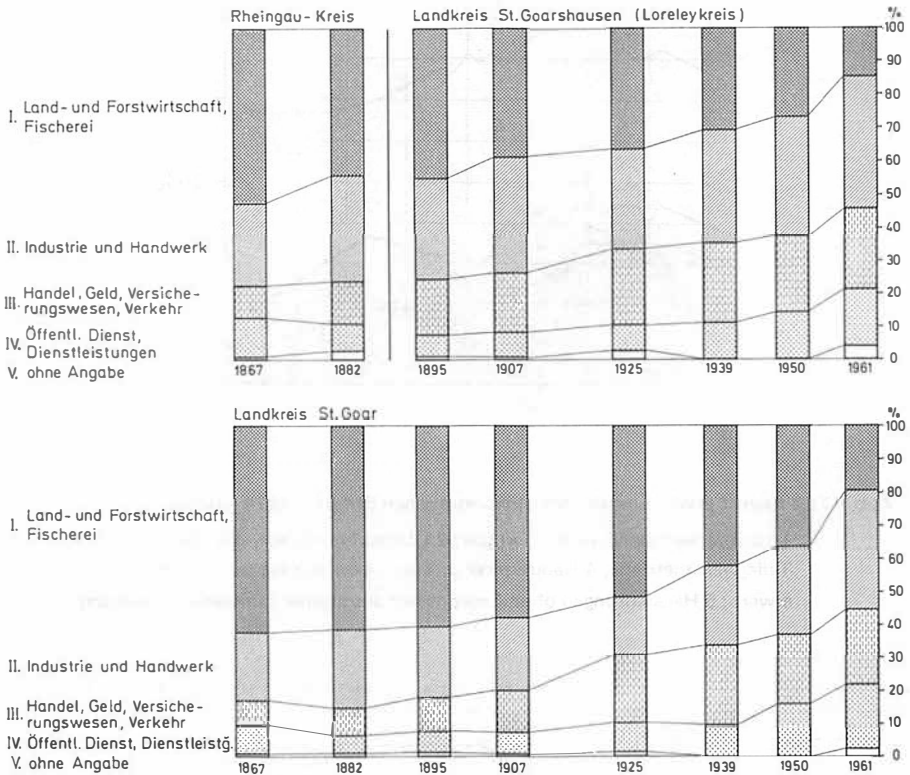 Rheingau-Kreis
Landkreis St.Goarshausen (Loreleykreis)
%
100
90
80
70
60
50
40
30
20
10
0
I. Land- und Forstwirtschaft,
Fischerei
II. Industrie und Handwerk
III. Handel, Geld, Versiche-
rungswesen, Verkehr
IV. Öffentl. Dienst,
Dienstleistungen
V. ohne Angabe
1867 1882 1895 1907 1925 1939 1950 1961
Landkreis St.Goar
%
100
90
80
70
60
50
40
30
20
10
0
I. Land- und Forstwirtschaft,
Fischerei
II. Industrie und Handwerk
III. Handel, Geld, Versiche-
rungswesen, Verkehr
IV. Öffentl. Dienst, Dienstleistg.
V. ohne Angabe
1867 1882 1895 1907 1925 1939 1950 1961